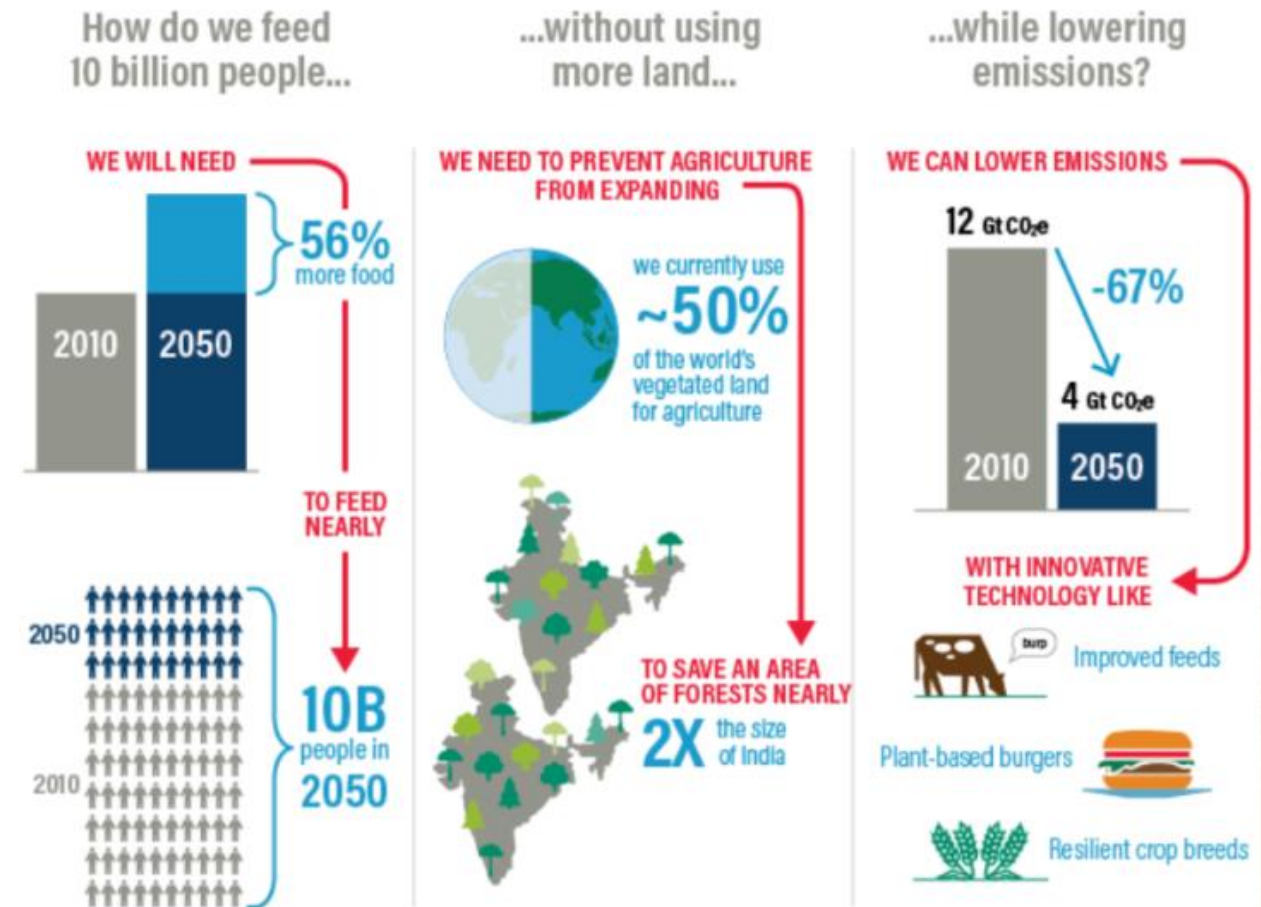 How do we feed
10 billion people...
WE WILL NEED
2010
2050
56%
more food
TO FEED
NEARLY
2050
2010
10B
people in
2050
...without using
more land...
WE NEED TO PREVENT AGRICULTURE
FROM EXPANDING
we currently use
~50%
of the world's
vegetated land
for agriculture
TO SAVE AN AREA
OF FORESTS NEARLY
2X the size
of India
...while lowering
emissions?
WE CAN LOWER EMISSIONS
12 Gt CO₂e
-67%
4 Gt CO₂e
2010
2050
WITH INNOVATIVE
TECHNOLOGY LIKE
burp
Improved feeds
Plant-based burgers
Resilient crop breeds